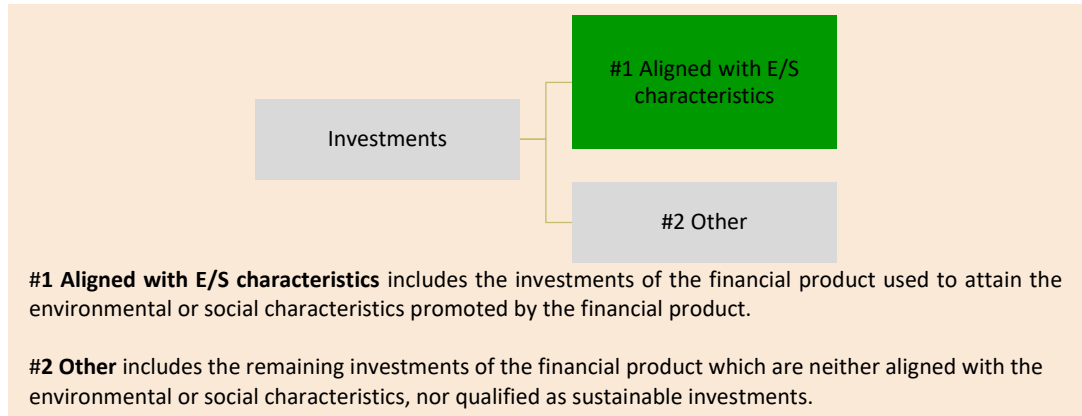 #1 Aligned with E/S
characteristics
Investments
#2 Other
#1 Aligned with E/S characteristics includes the investments of the financial product used to attain the
environmental or social characteristics promoted by the financial product.
#2 Other includes the remaining investments of the financial product which are neither aligned with the
environmental or social characteristics, nor qualified as sustainable investments.